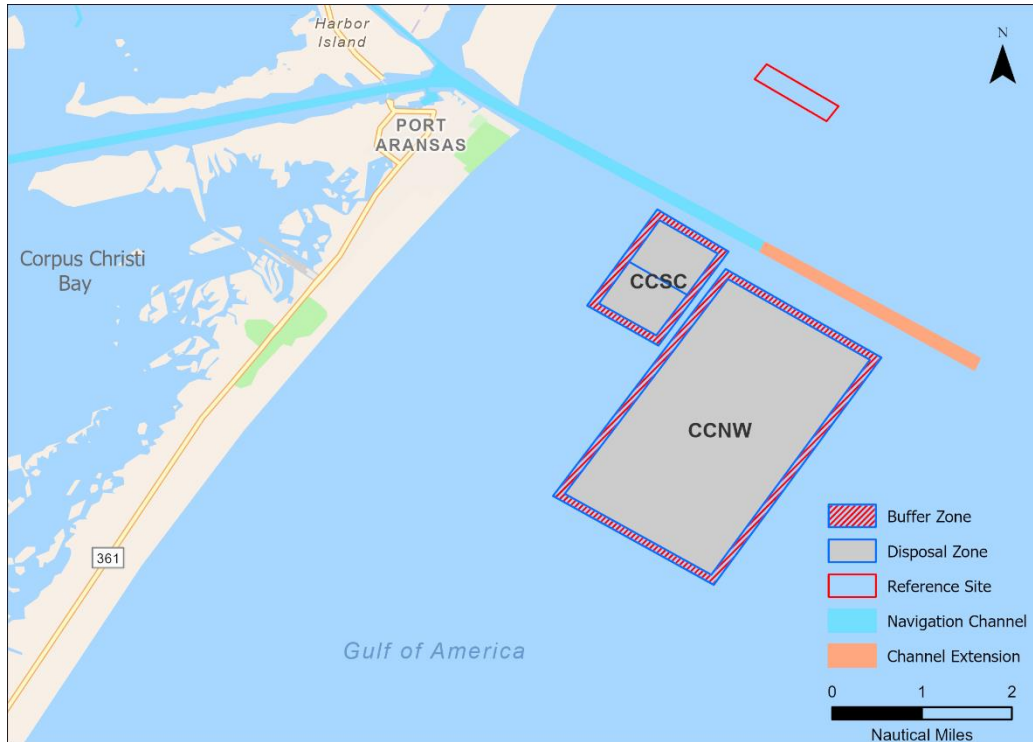 Harbor
Island
N
PORT
ARANSAS
Corpus Christi
Bay
CCSC
CCNW
361
Gulf of America
Buffer Zone
Disposal Zone
Reference Site
Navigation Channel
Channel Extension
0 1 2
Nautical Miles